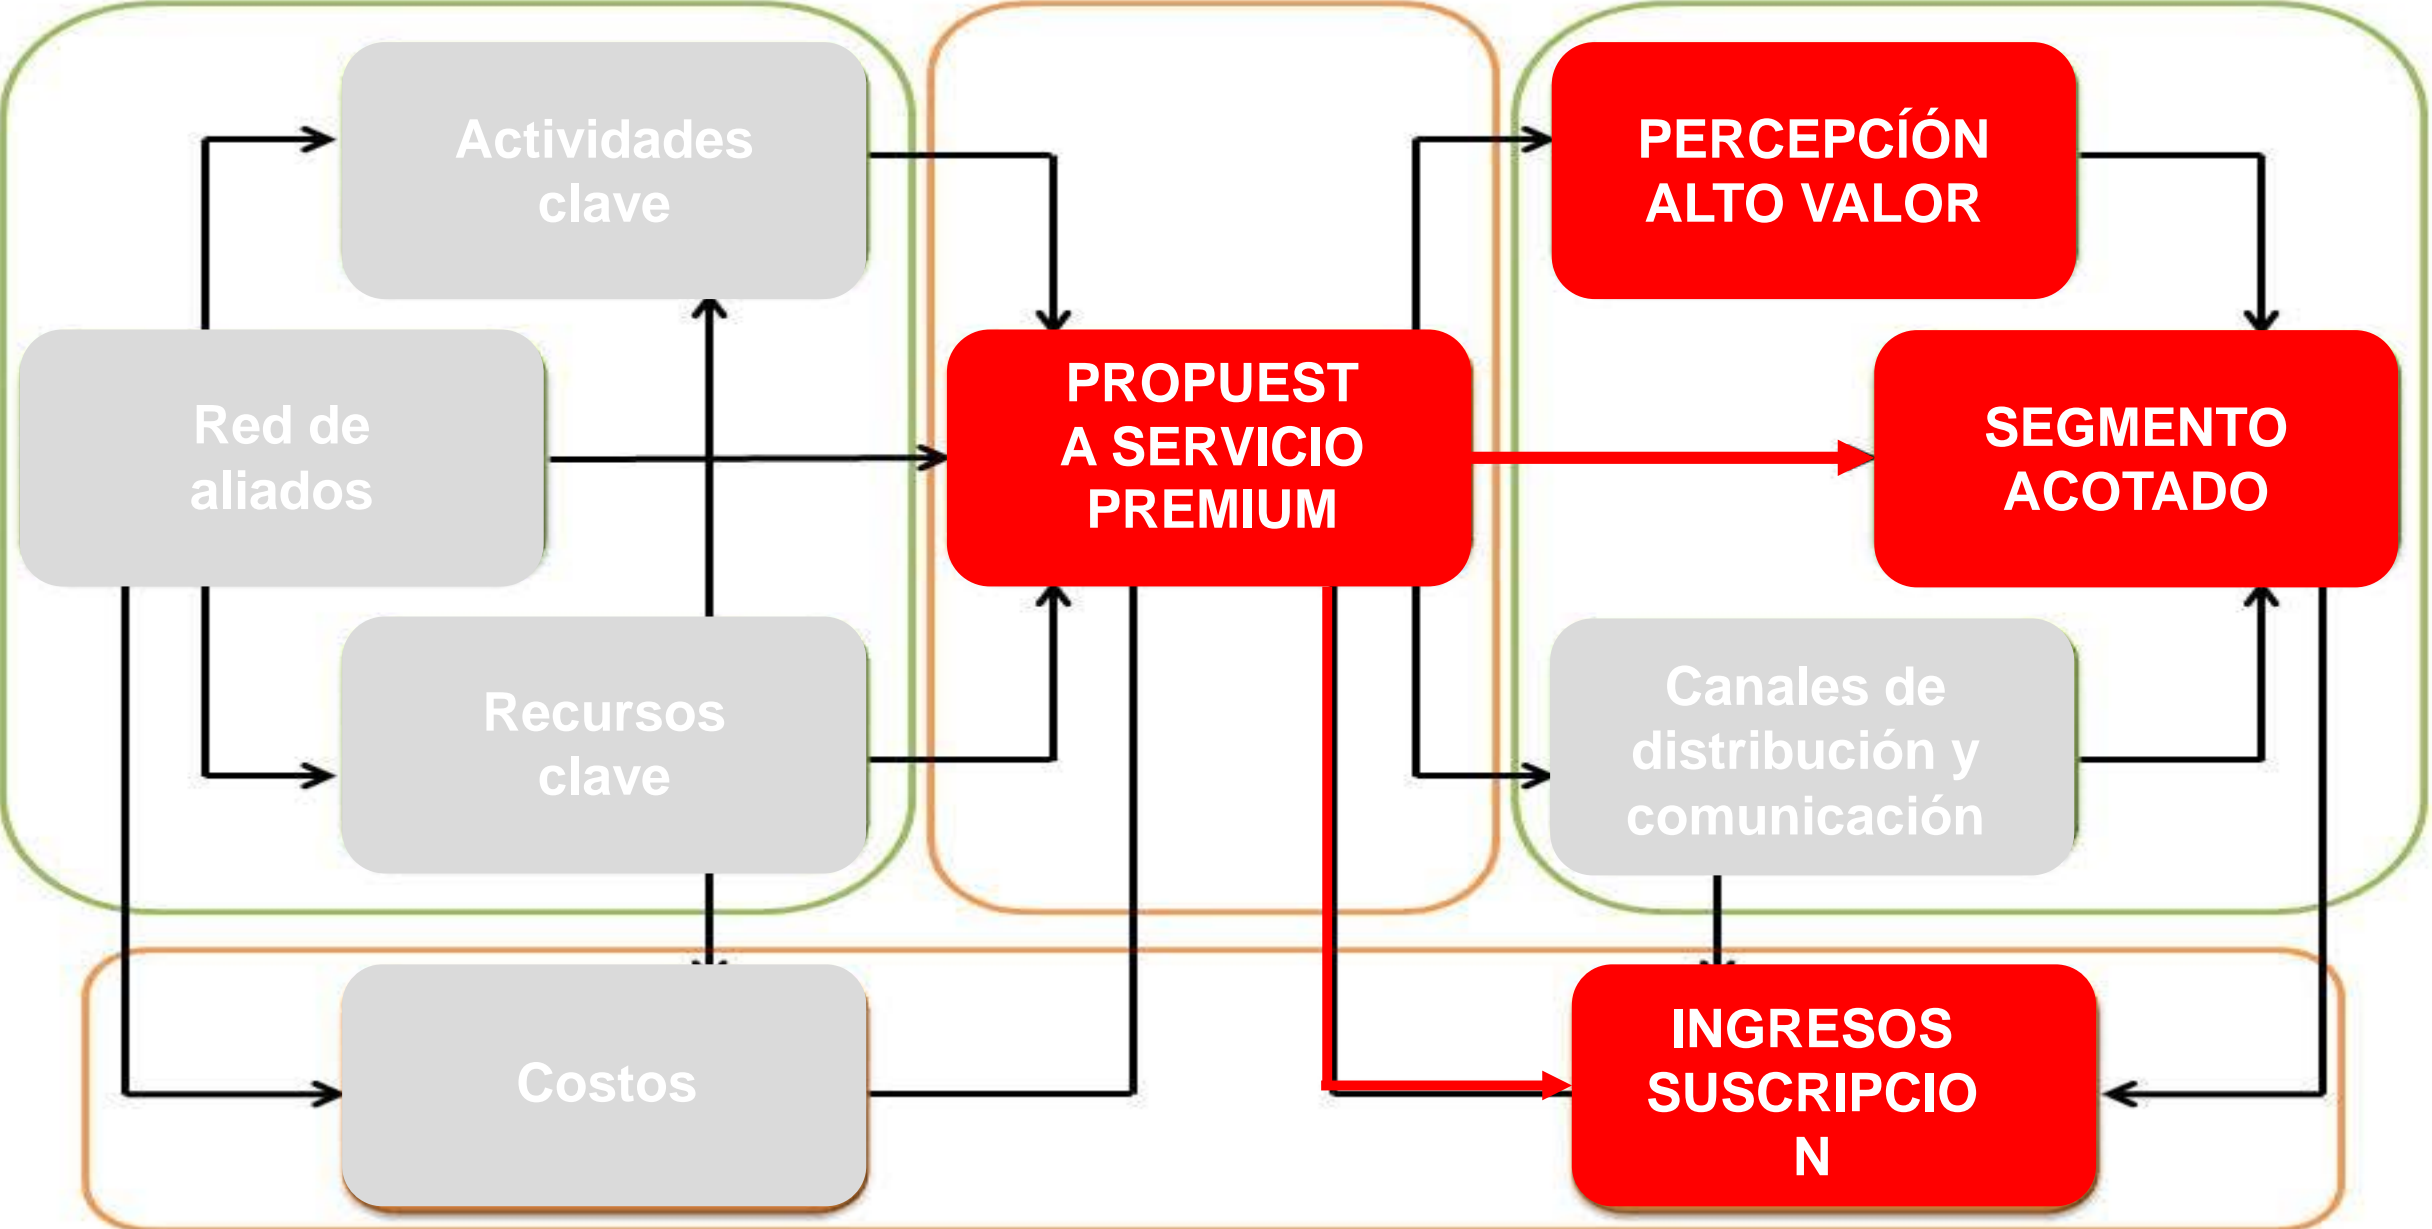 Actividades
clave
PERCEPCÍÓN
ALTO VALOR
Red de
aliados
PROPUEST
A SERVICIO
PREMIUM
SEGMENTO
ACOTADO
Recursos
clave
Canales de
distribución y
comunicación
Costos
INGRESOS
SUSCRIPCIO
N